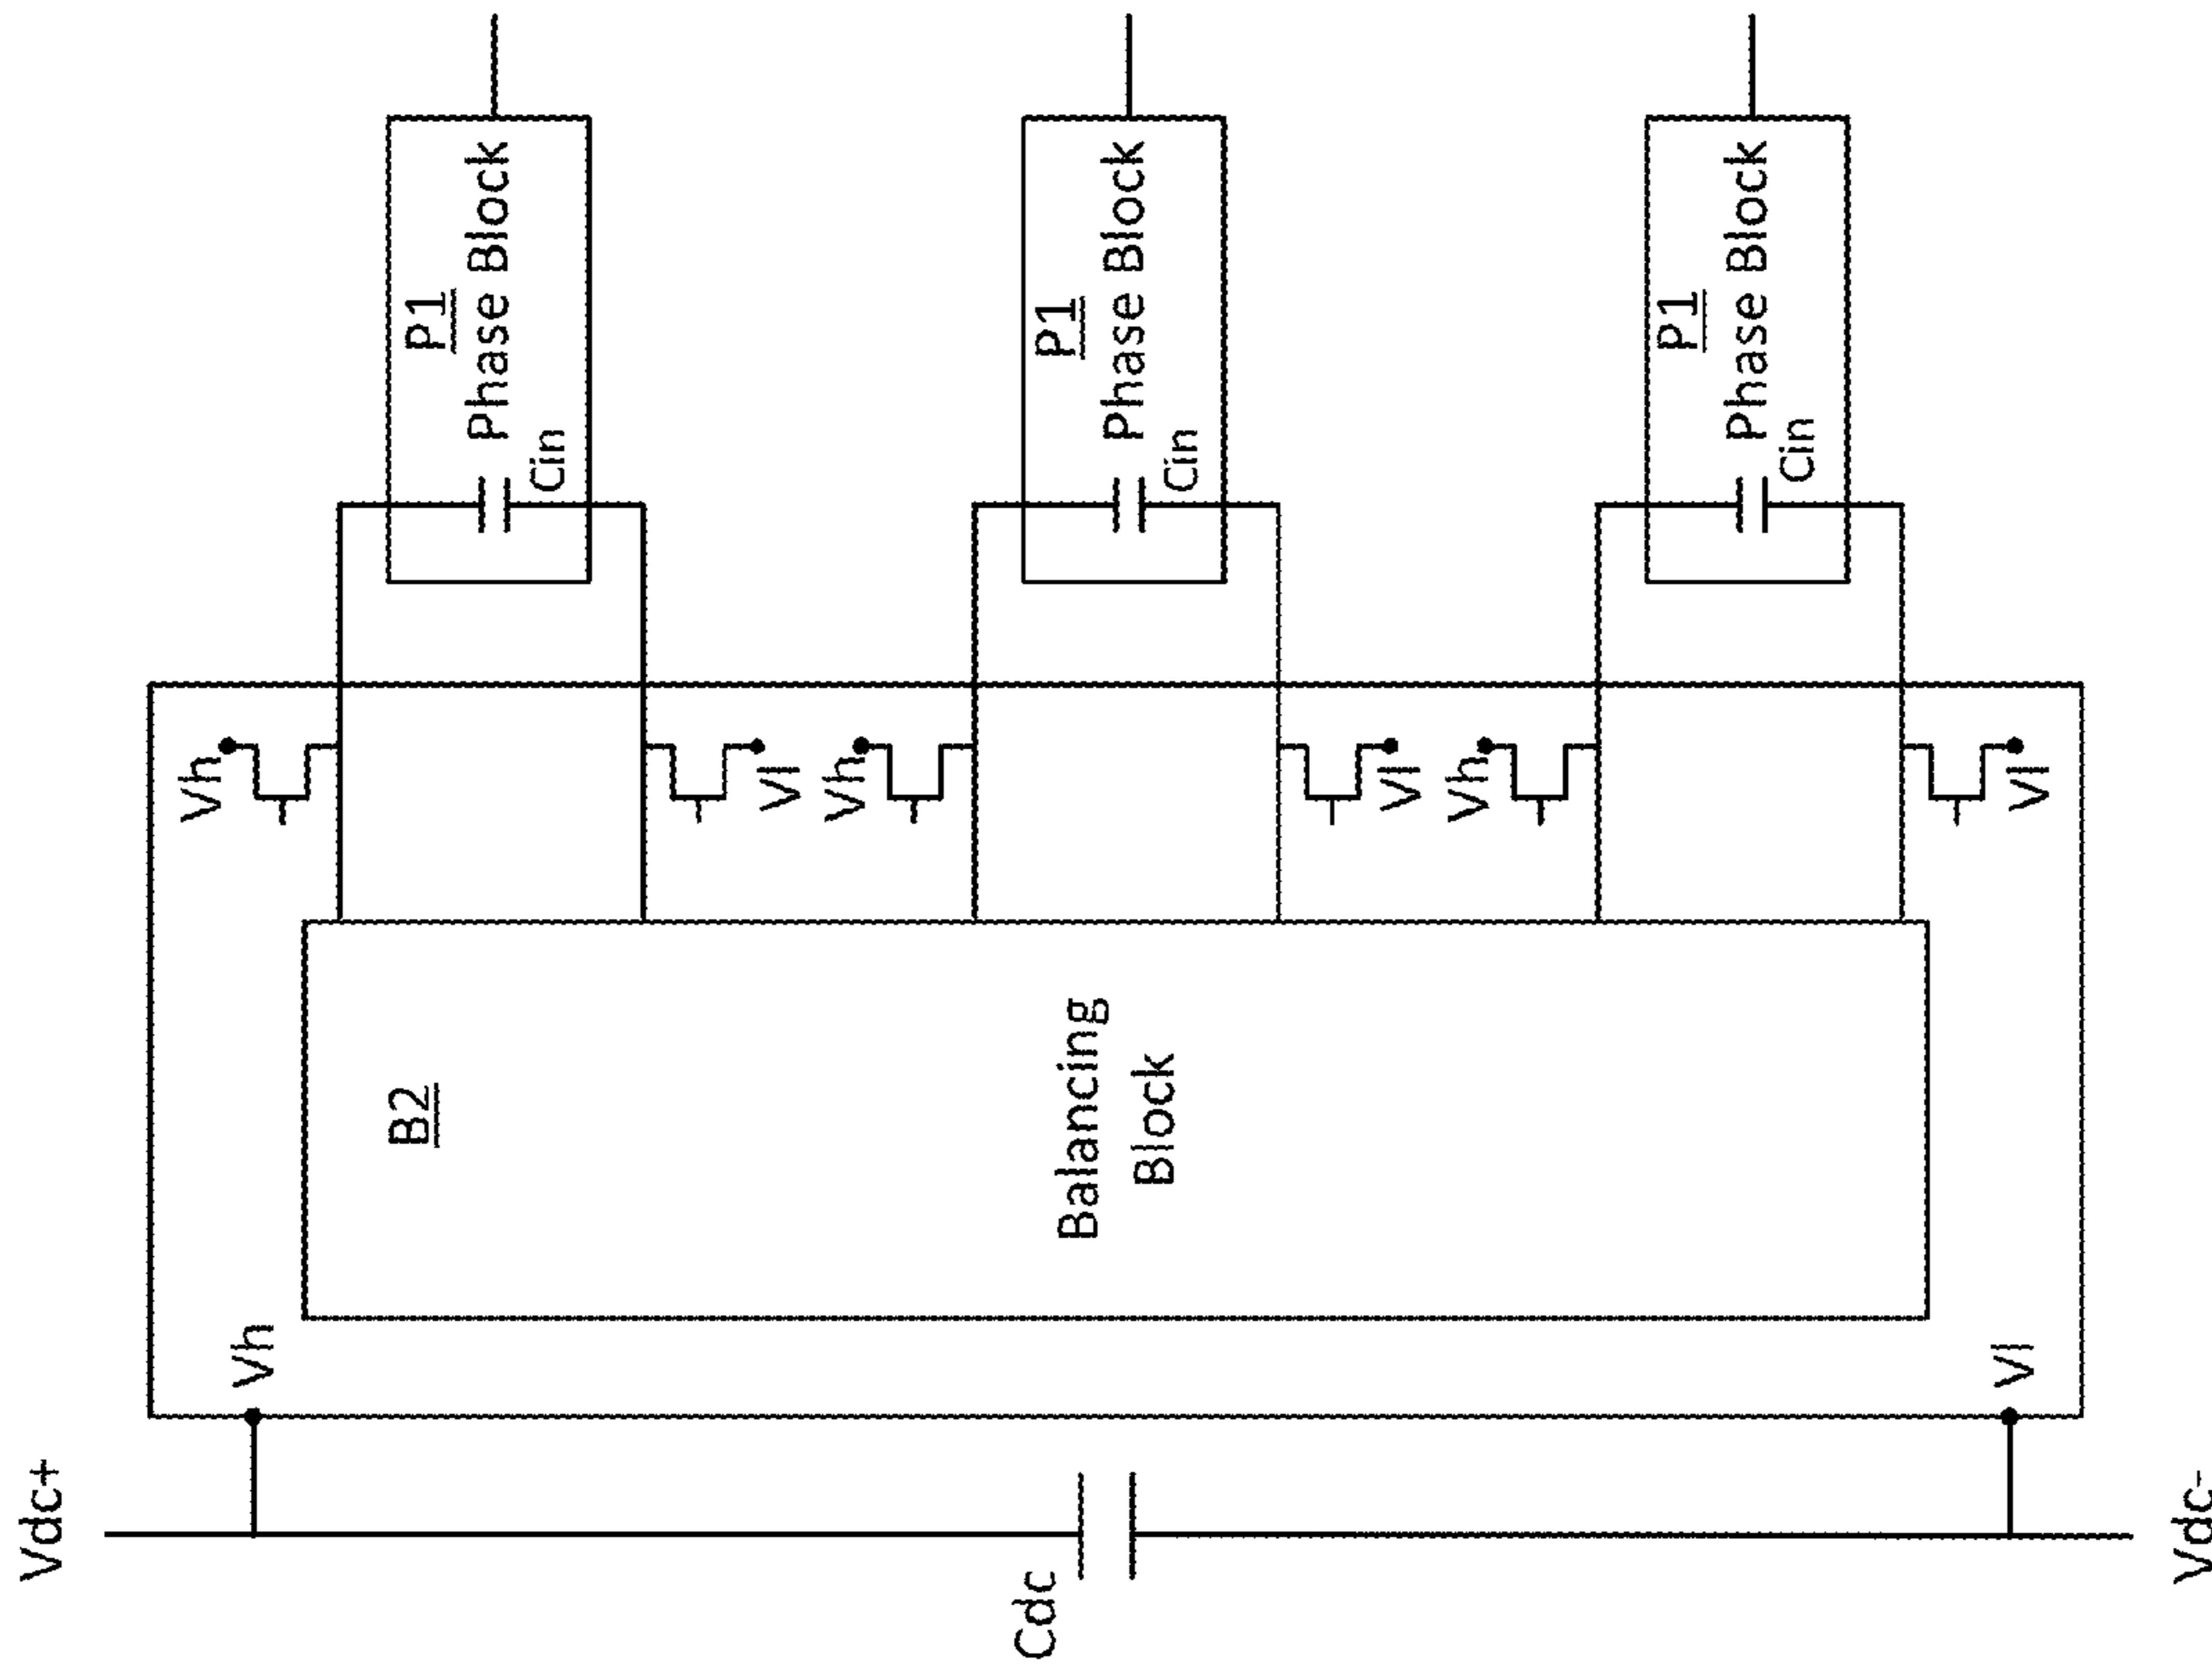 Vdc+
Vh
Vh
B2
P1
Phase Block
Cin
Vl
Vh
Cdc
Balancing
Block
P1
Phase Block
Cin
Vl
Vh
P1
Phase Block
Cin
Vl
Vl
Vdc-